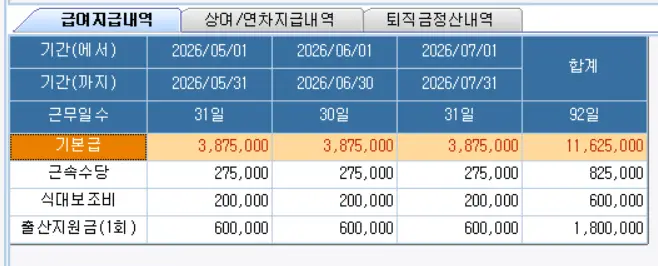 급여지급내역 상여/연차지급내역 퇴직금정산내역
기간(에서) 2026/05/01 2026/06/01 2026/07/01 합계
기간(까지) 2026/05/31 2026/06/30 2026/07/31
근무일수 31일 30일 31일 92일
기본급 3,875,000 3,875,000 3,875,000 11,625,000
근속수당 275,000 275,000 275,000 825,000
식대보조비 200,000 200,000 200,000 600,000
출산지원금(1회) 600,000 600,000 600,000 1,800,000